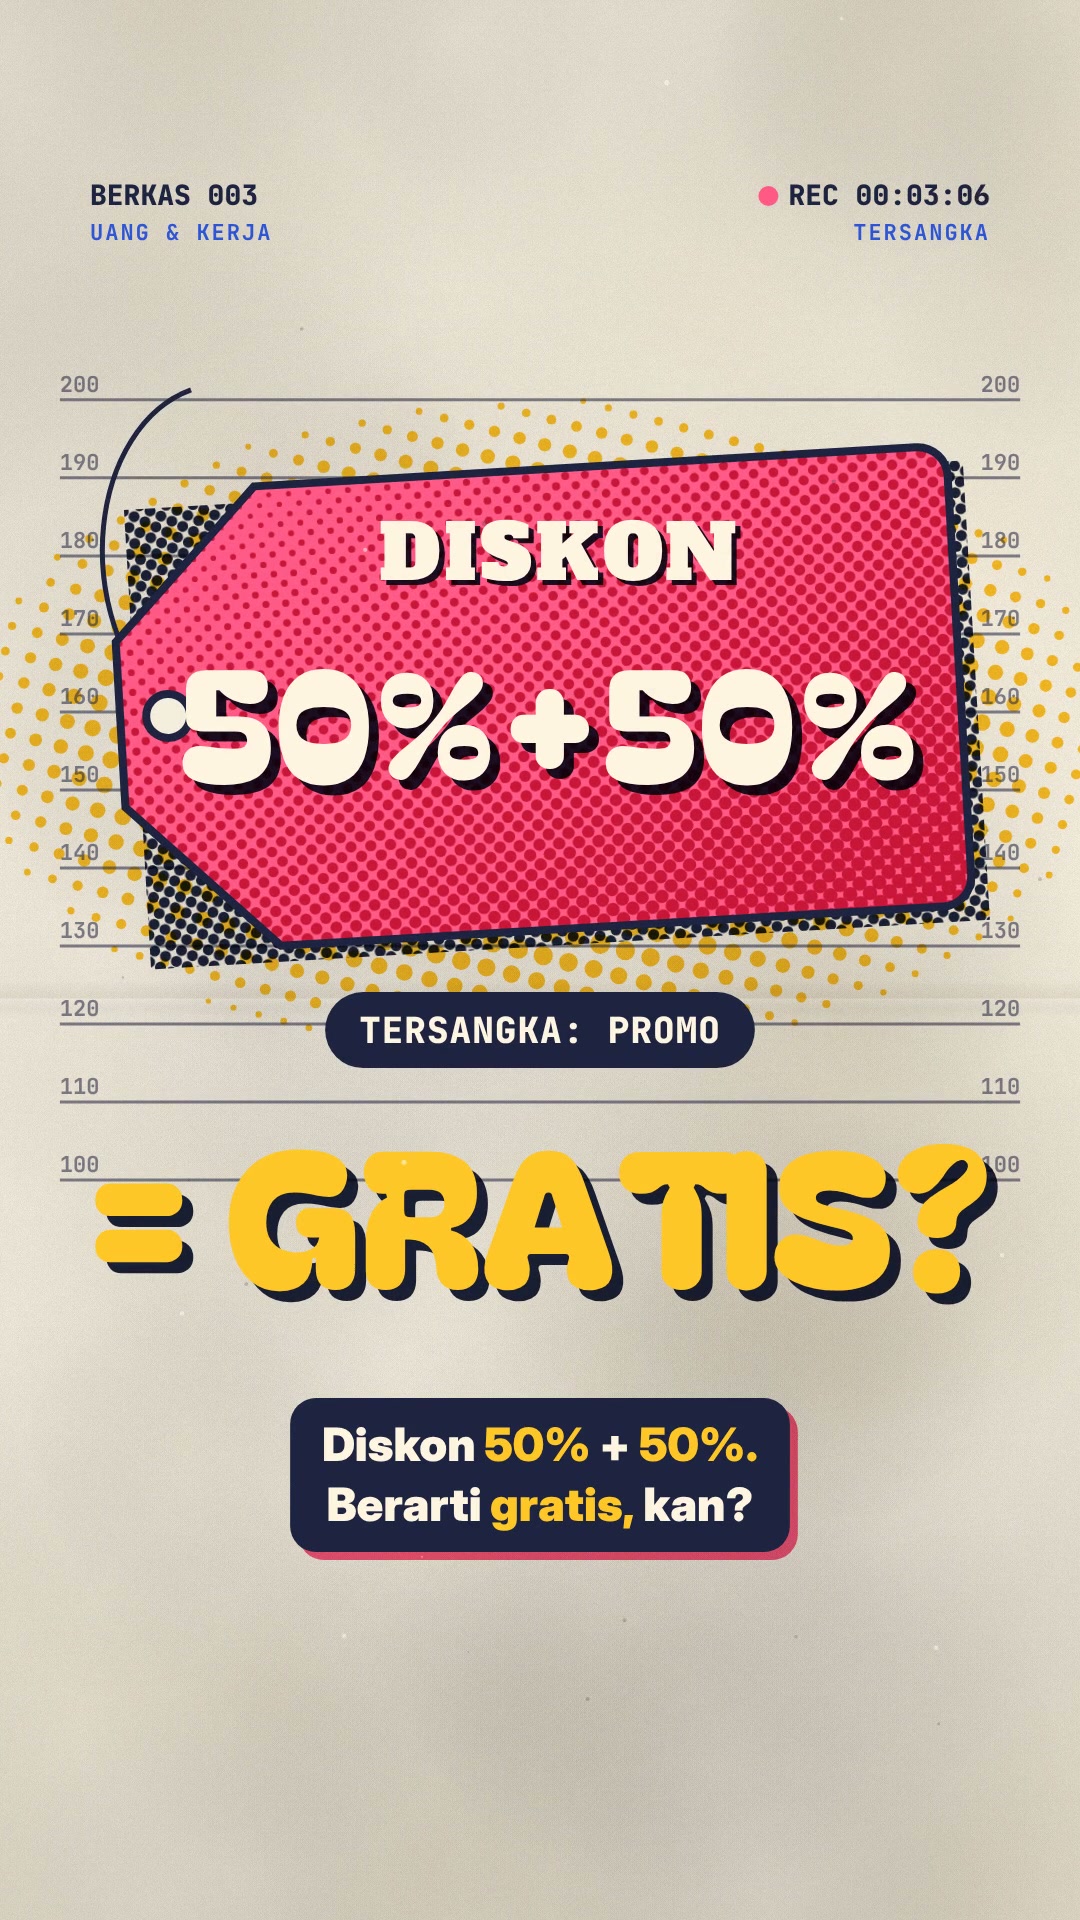 BERKAS 003
UANG & KERJA
REC 00:03:06
TERSANGKA
200 200
190 190
180 180
170 170
160 160
150 150
140 140
130 130
120 120
110 110
100 100
DISKON
50%+50%
TERSANGKA: PROMO
= GRATIS?
Diskon 50% + 50%.
Berarti gratis, kan?